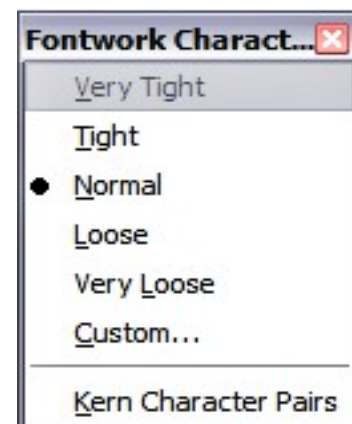 Fontwork Charact...
Very Tight
Tight
Normal
Loose
Very Loose
Custom...
Kern Character Pairs